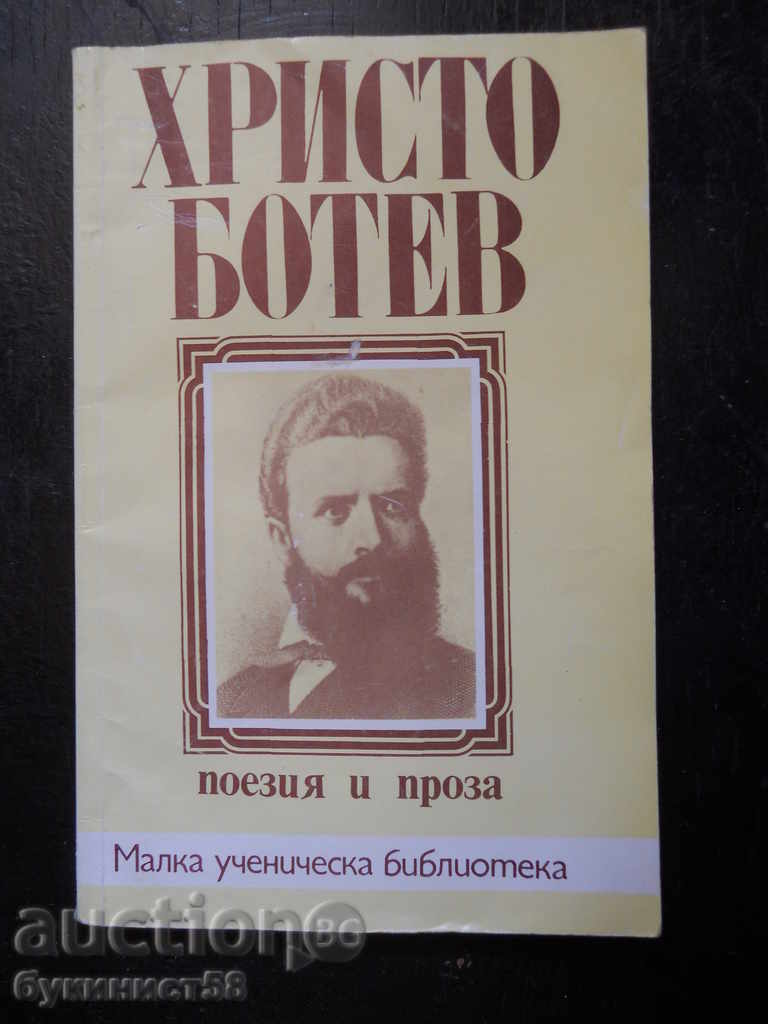 ХРИСТО
БОТЕВ
поезия и проза
Малка ученическа библиотека
auction BG
букинист58